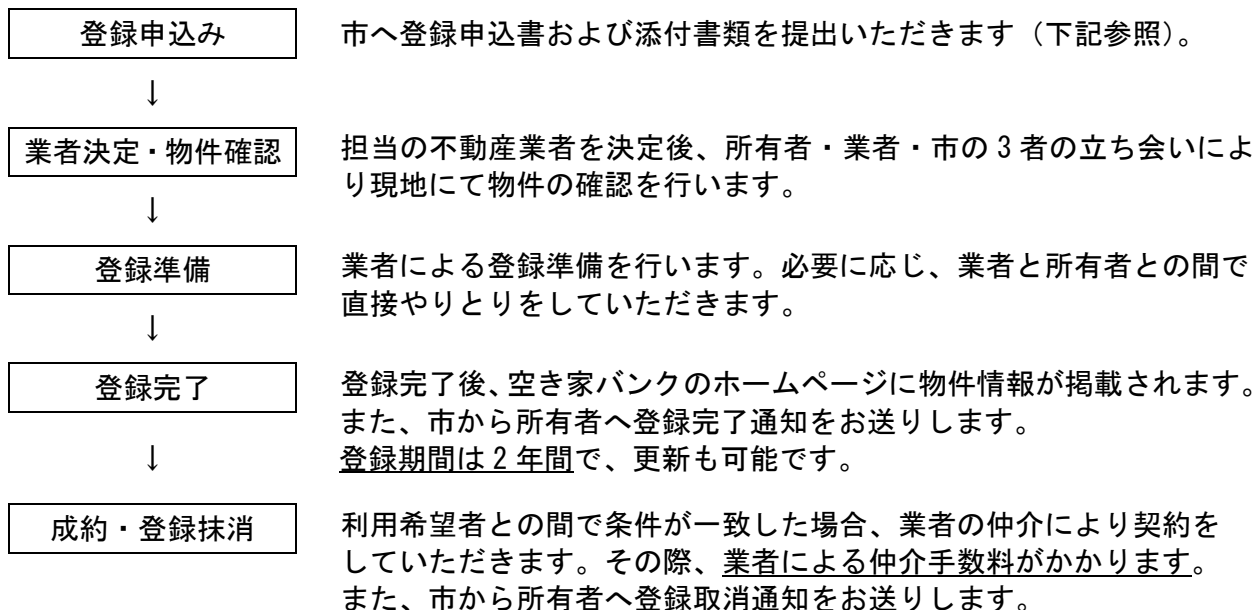 登録申込み
市へ登録申込書および添付書類を提出いただきます（下記参照）。
↓
業者決定・物件確認
担当の不動産業者を決定後、所有者・業者・市の3者の立ち会いによ
り現地にて物件の確認を行います。
↓
登録準備
業者による登録準備を行います。必要に応じ、業者と所有者との間で
直接やりとりをしていただきます。
↓
登録完了
登録完了後、空き家バンクのホームページに物件情報が掲載されます。
また、市から所有者へ登録完了通知をお送りします。
登録期間は2年間で、更新も可能です。
↓
成約・登録抹消
利用希望者との間で条件が一致した場合、業者の仲介により契約を
していただきます。その際、業者による仲介手数料がかかります。
また、市から所有者へ登録取消通知をお送りします。